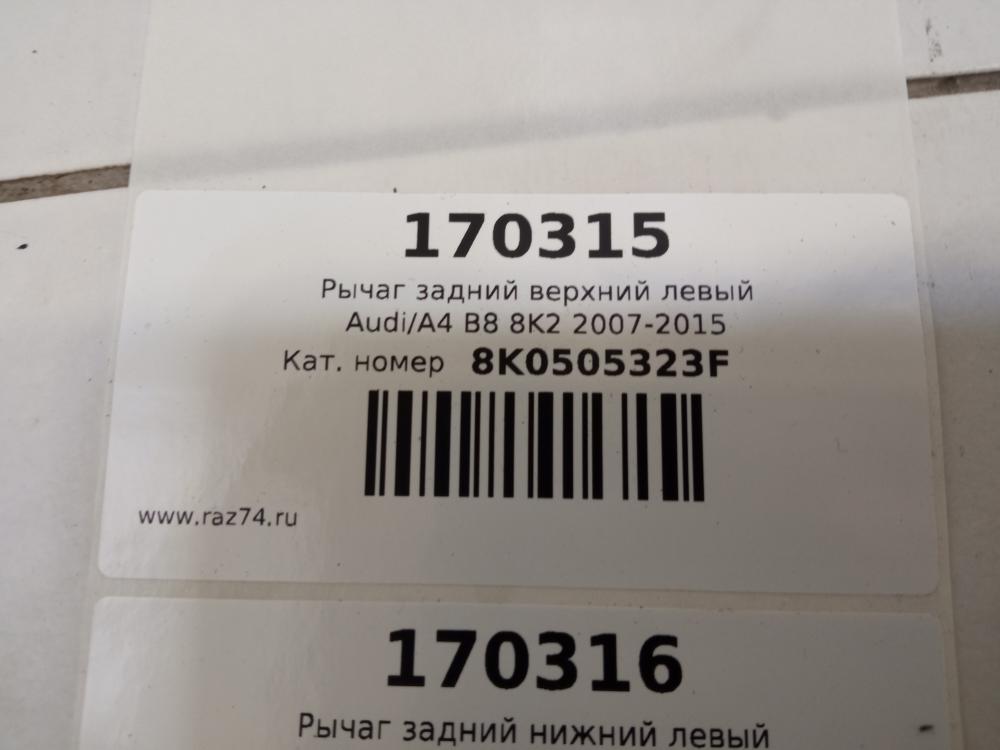 170315
Рычаг задний верхний левый
Audi/A4 B8 8K2 2007-2015
Кат. номер 8K0505323F
www.raz74.ru
170316
Рычаг задний нижний левый